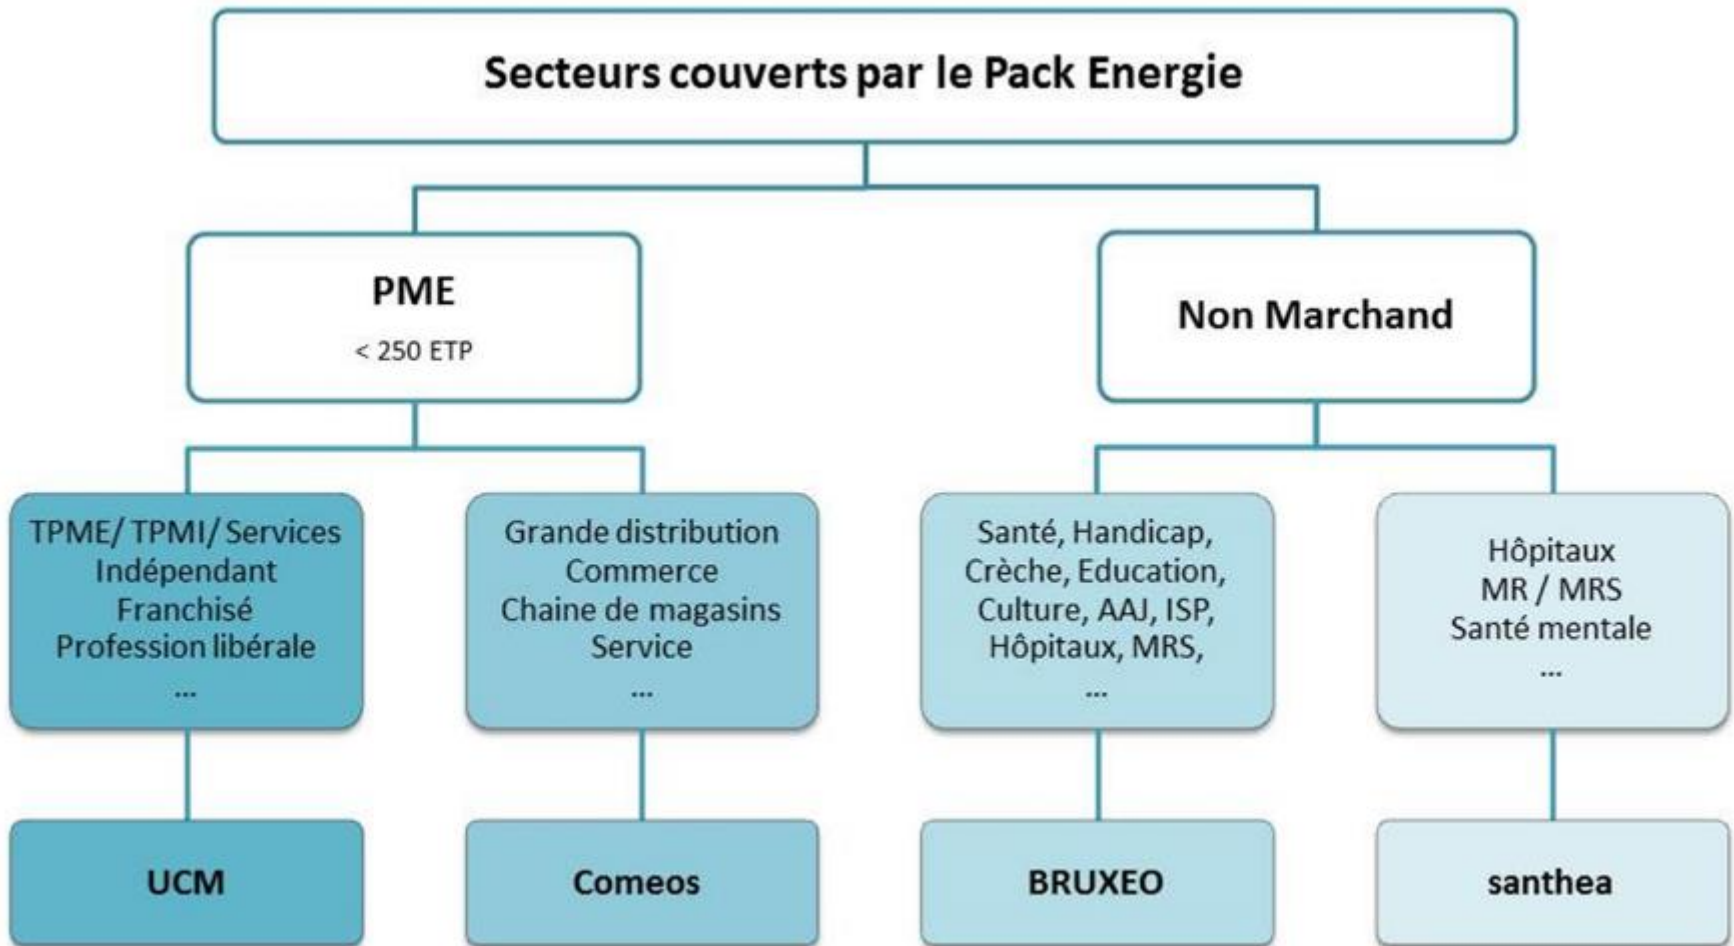 Secteurs couverts par le Pack Energie
PME
< 250 ETP
Non Marchand
TPME/ TPMI/ Services
Indépendant
Franchisé
Profession libérale
...
Grande distribution
Commerce
Chaine de magasins
Service
...
Santé, Handicap,
Crèche, Education,
Culture, AAJ, ISP,
Hôpitaux, MRS,
...
Hôpitaux
MR / MRS
Santé mentale
...
UCM
Comeos
BRUXEO
santhea